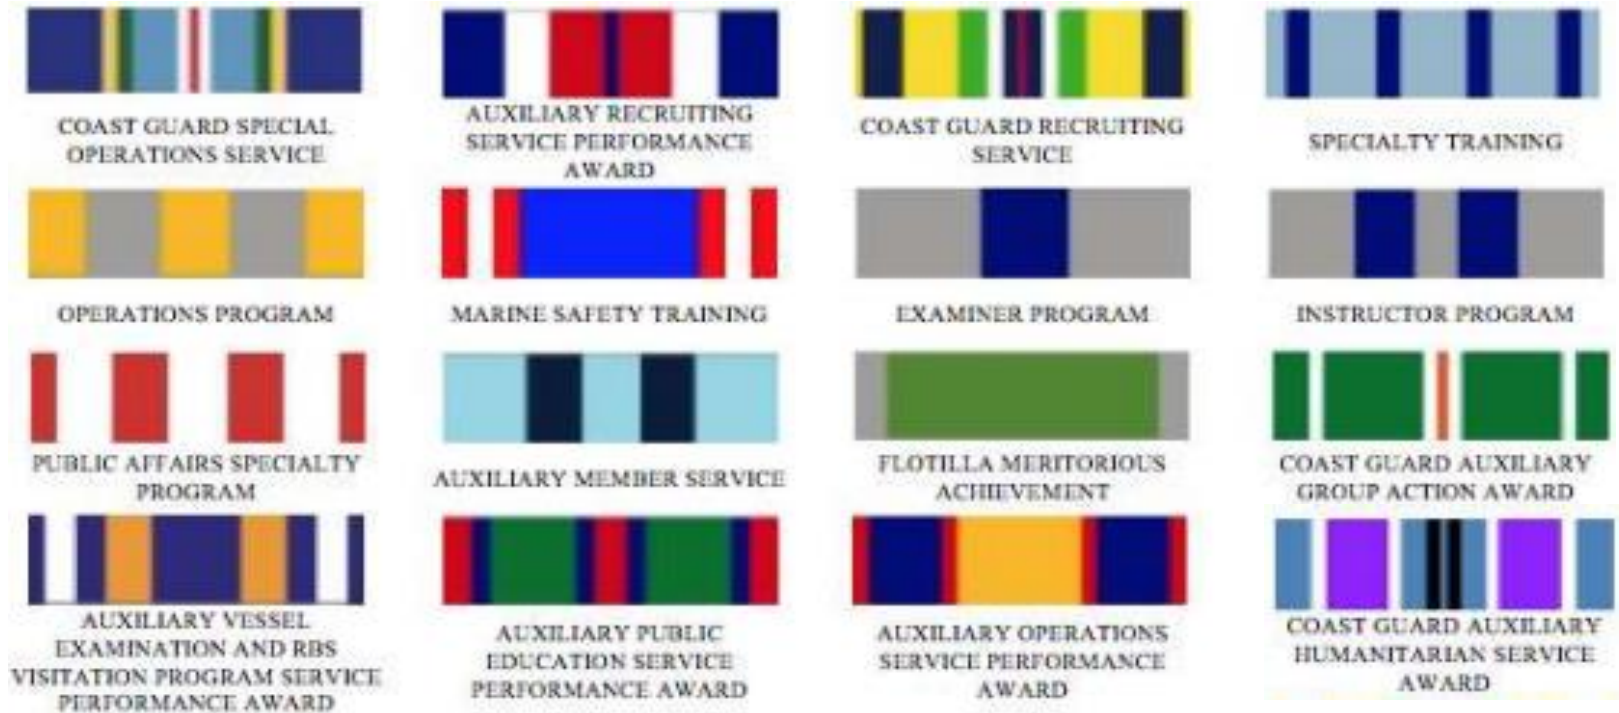 COAST GUARD SPECIAL
OPERATIONS SERVICE
AUXILIARY RECRUITING
SERVICE PERFORMANCE
AWARD
COAST GUARD RECRUITING
SERVICE
SPECIALTY TRAINING
OPERATIONS PROGRAM
MARINE SAFETY TRAINING
EXAMINER PROGRAM
INSTRUCTOR PROGRAM
PUBLIC AFFAIRS SPECIALTY
PROGRAM
AUXILIARY MEMBER SERVICE
FLOTILLA MERITORIOUS
ACHIEVEMENT
COAST GUARD AUXILIARY
GROUP ACTION AWARD
AUXILIARY VESSEL
EXAMINATION AND RBS
VISITATION PROGRAM SERVICE
PERFORMANCE AWARD
AUXILIARY PUBLIC
EDUCATION SERVICE
PERFORMANCE AWARD
AUXILIARY OPERATIONS
SERVICE PERFORMANCE
AWARD
COAST GUARD AUXILIARY
HUMANITARIAN SERVICE
AWARD